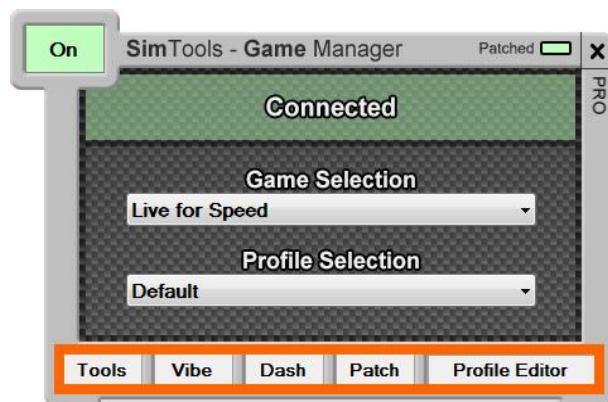 On
SimTools - Game Manager
Patched
X
PRO
Connected
Game Selection
Live for Speed
Profile Selection
Default
Tools
Vibe
Dash
Patch
Profile Editor